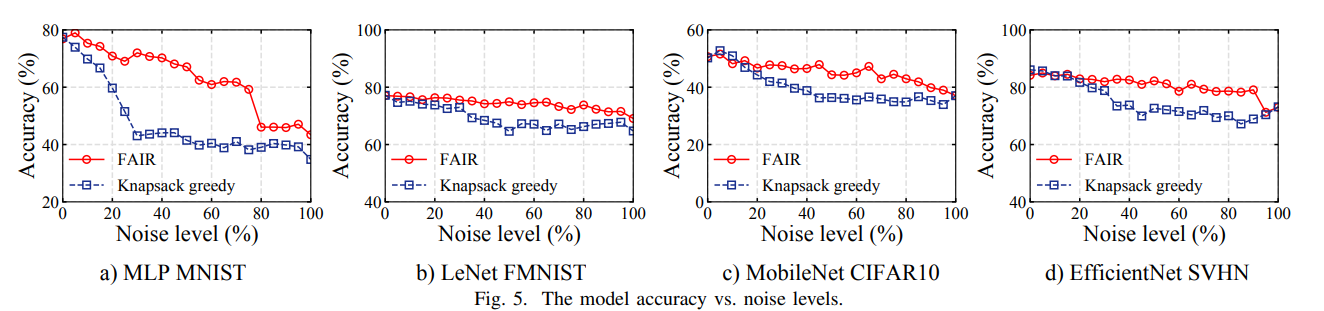 80
60
40
20
Accuracy (%)
FAIR
Knapsack greedy
0 20 40 60 80 100
Noise level (%)
a) MLP MNIST
100
80
60
40
Accuracy (%)
FAIR
Knapsack greedy
0 20 40 60 80 100
Noise level (%)
b) LeNet FMNIST
60
40
20
0
Accuracy (%)
FAIR
Knapsack greedy
0 20 40 60 80 100
Noise level (%)
c) MobileNet CIFAR10
100
80
60
40
Accuracy (%)
FAIR
Knapsack greedy
0 20 40 60 80 100
Noise level (%)
d) EfficientNet SVHN
Fig. 5. The model accuracy vs. noise levels.